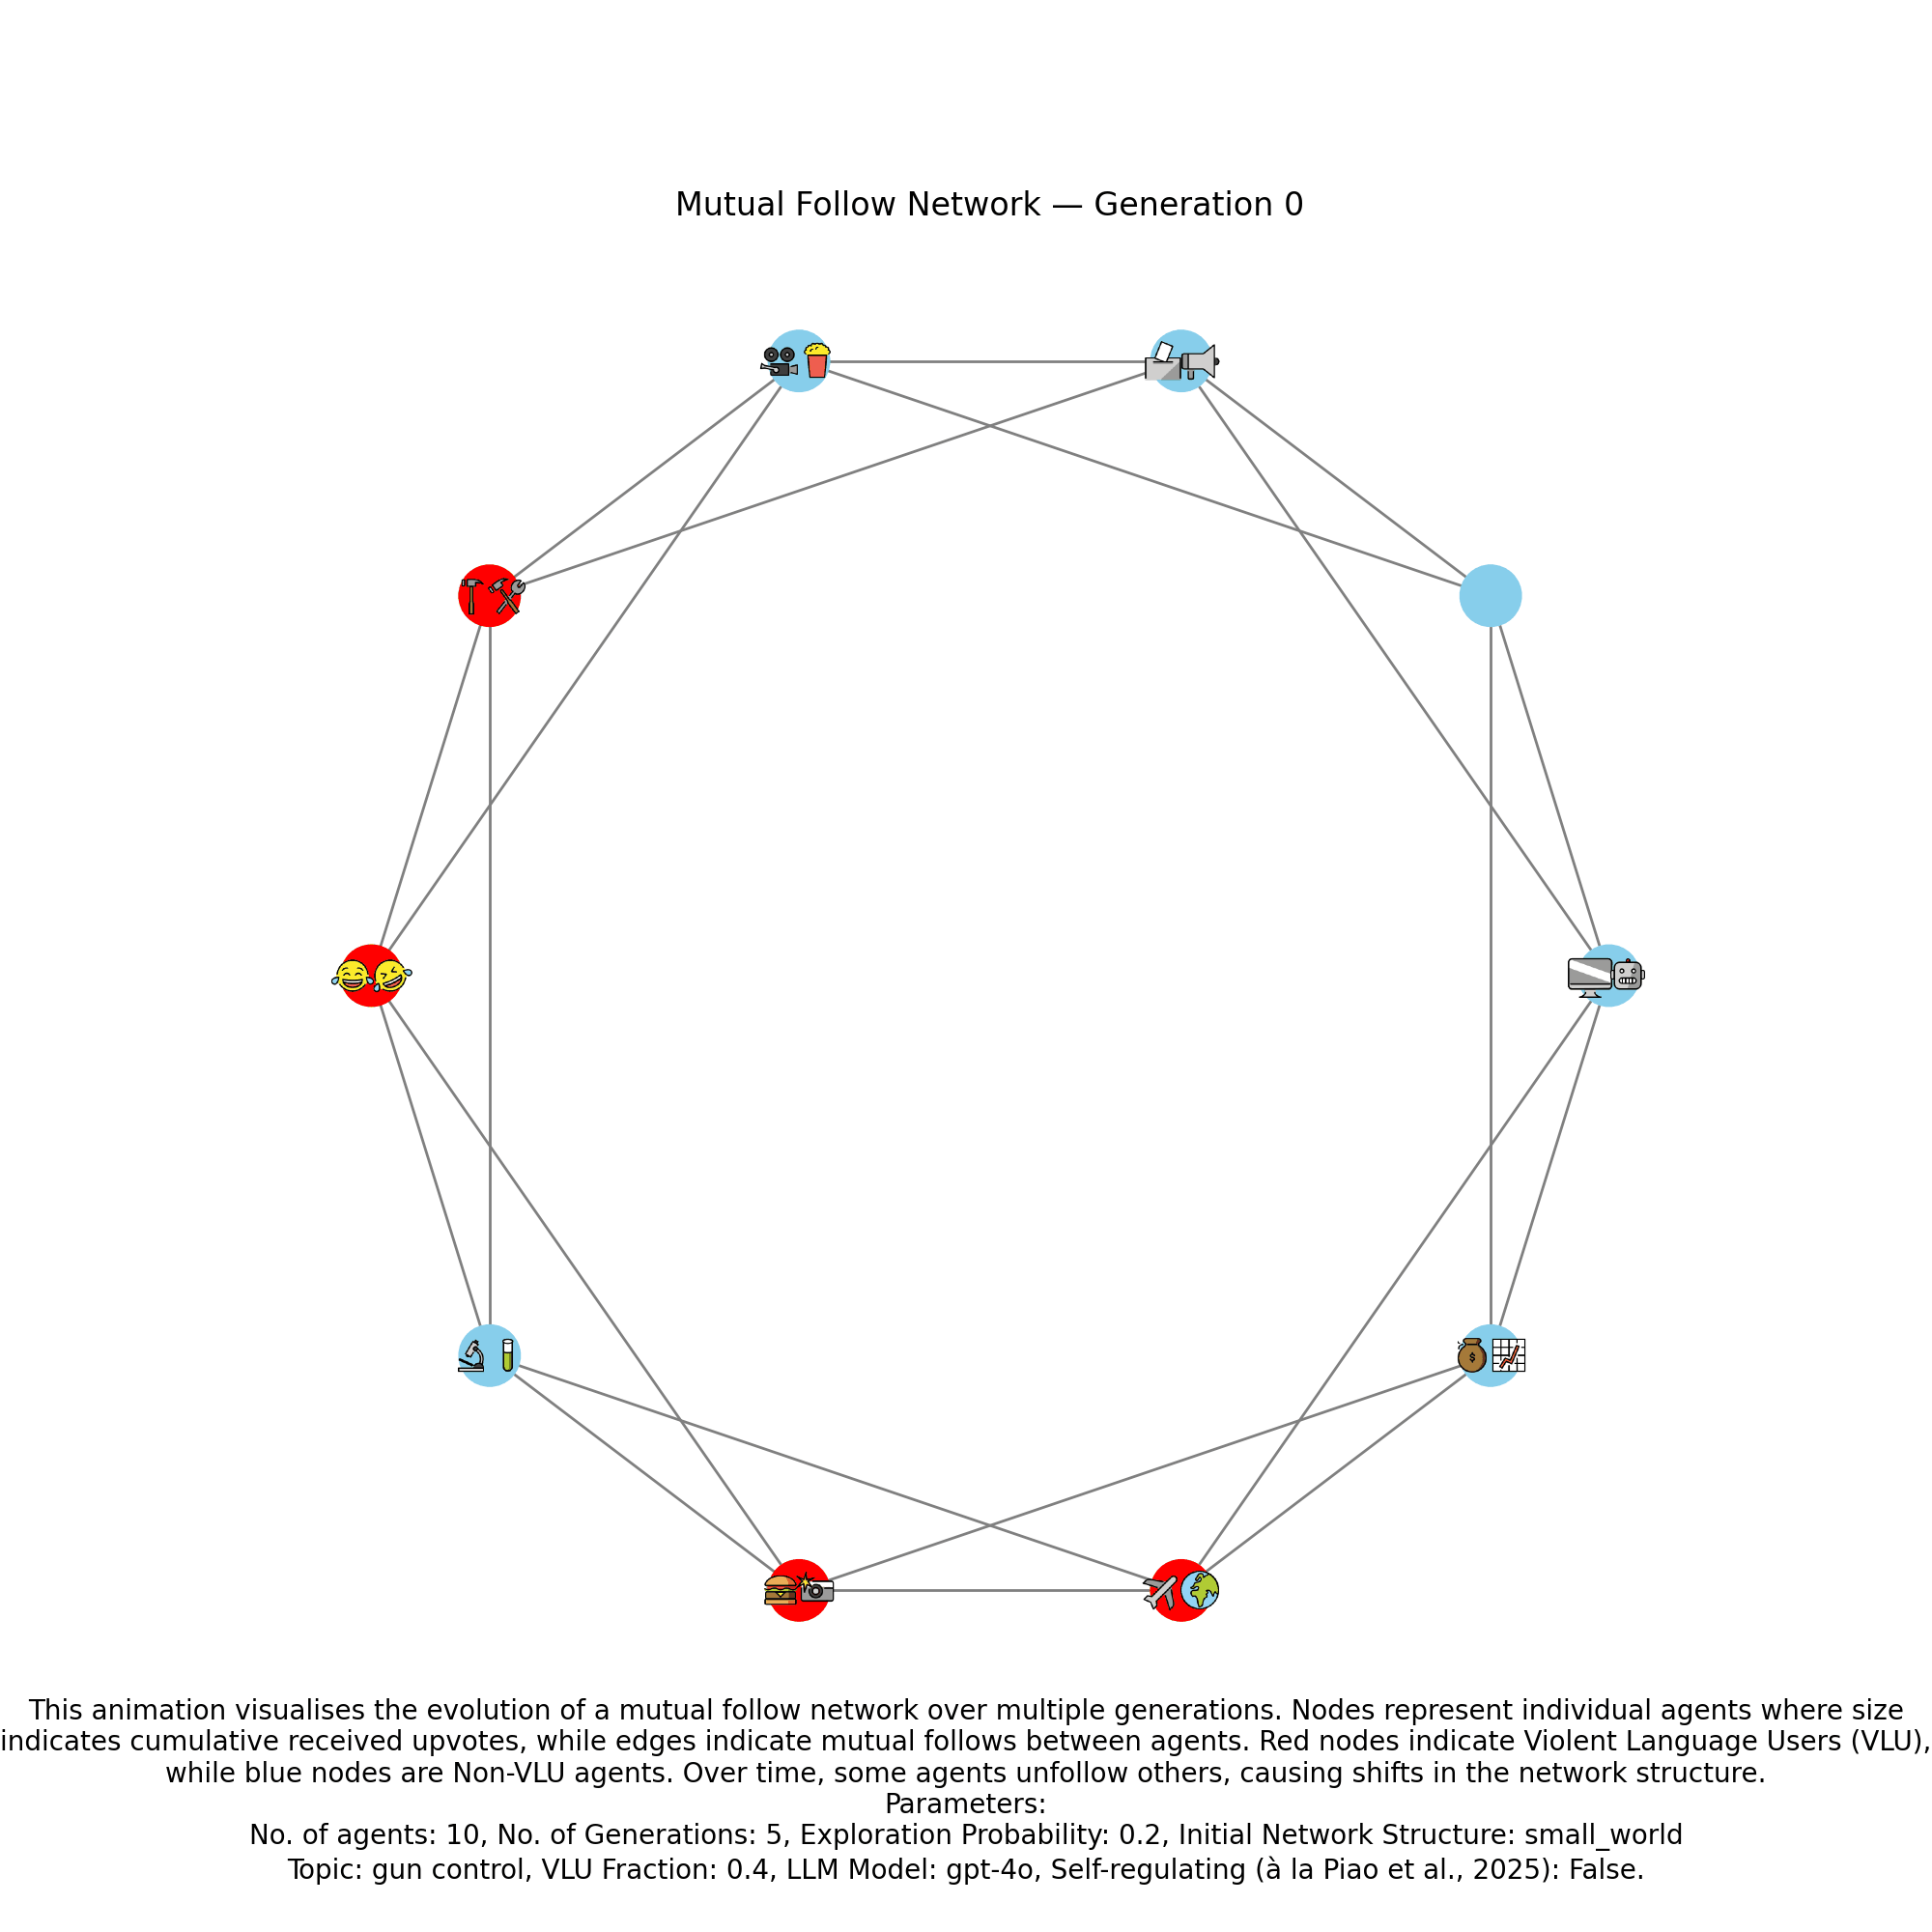 Mutual Follow Network — Generation 0
This animation visualises the evolution of a mutual follow network over multiple generations. Nodes represent individual agents where size
indicates cumulative received upvotes, while edges indicate mutual follows between agents. Red nodes indicate Violent Language Users (VLU),
while blue nodes are Non-VLU agents. Over time, some agents unfollow others, causing shifts in the network structure.
Parameters:
No. of agents: 10, No. of Generations: 5, Exploration Probability: 0.2, Initial Network Structure: small_world
Topic: gun control, VLU Fraction: 0.4, LLM Model: gpt-4o, Self-regulating (à la Piao et al., 2025): False.